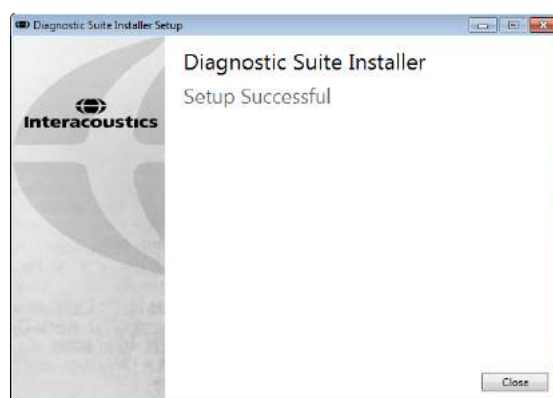 Diagnostic Suite Installer Setup
Diagnostic Suite Installer
Setup Successful
Interacoustics
Close